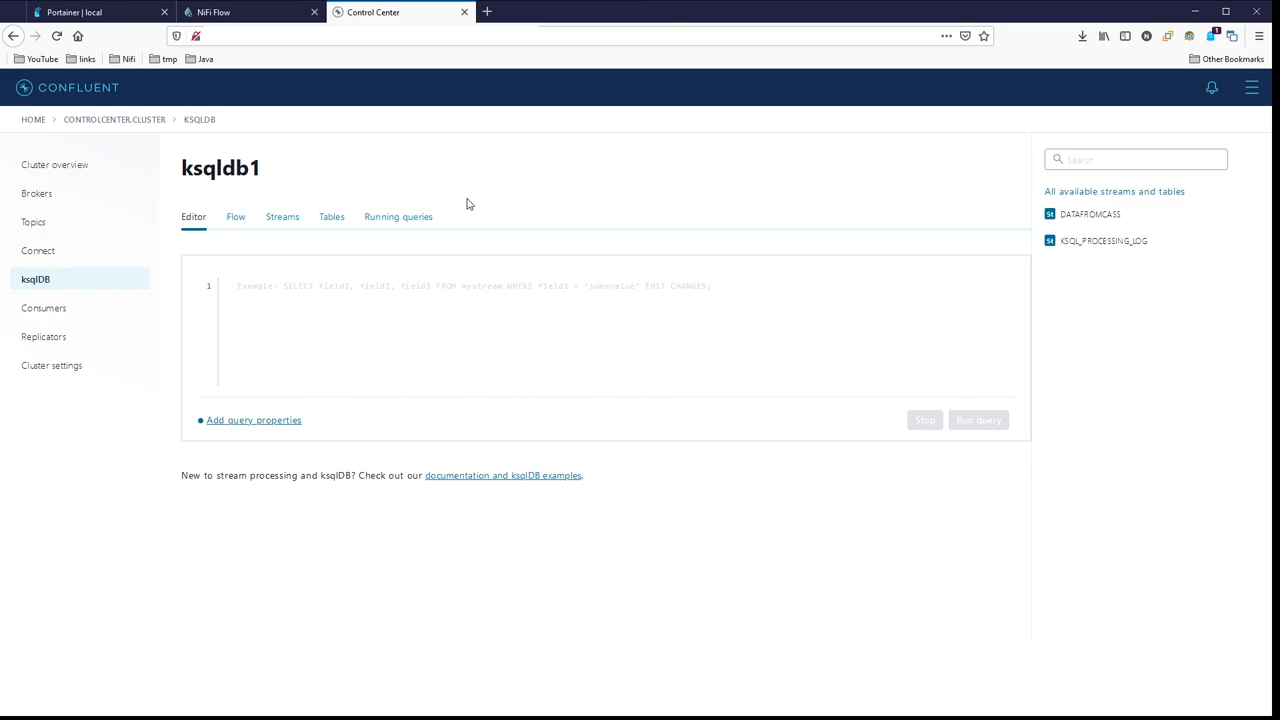 Portainer | local
NiFi Flow
Control Center
YouTube
links
Nifi
tmp
Java
Other Bookmarks
1
CONFLUENT
HOME > CONTROLCENTER.CLUSTER > KSQLDB
Cluster overview
Brokers
Topics
Connect
ksqlDB
Consumers
Replicators
Cluster settings
ksqldb1
Editor Flow Streams Tables Running queries
1 Example: SELECT field1, field2, field3 FROM mystream WHERE field1 = 'somevalue' EMIT CHANGES;
Add query properties
Stop
Run query
New to stream processing and ksqlDB? Check out our documentation and ksqlDB examples.
Search
All available streams and tables
St DATAFROMCASS
St KSQL_PROCESSING_LOG